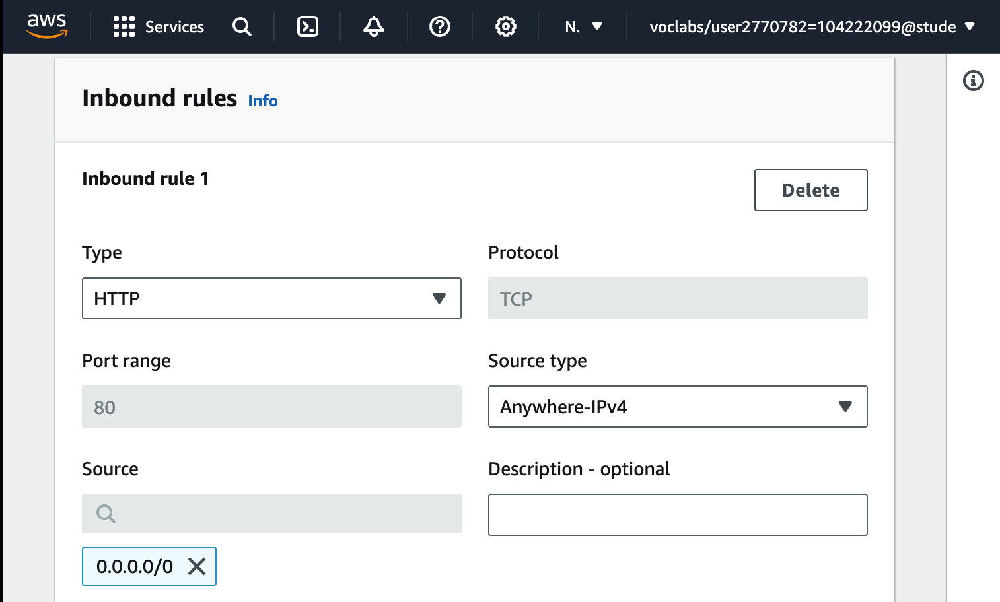 aws
Services
N.
voclabs/user2770782=104222099@stude
Inbound rules Info
Inbound rule 1
Delete
Type
Protocol
HTTP
TCP
Port range
Source type
80
Anywhere-IPv4
Source
Description - optional
0.0.0.0/0